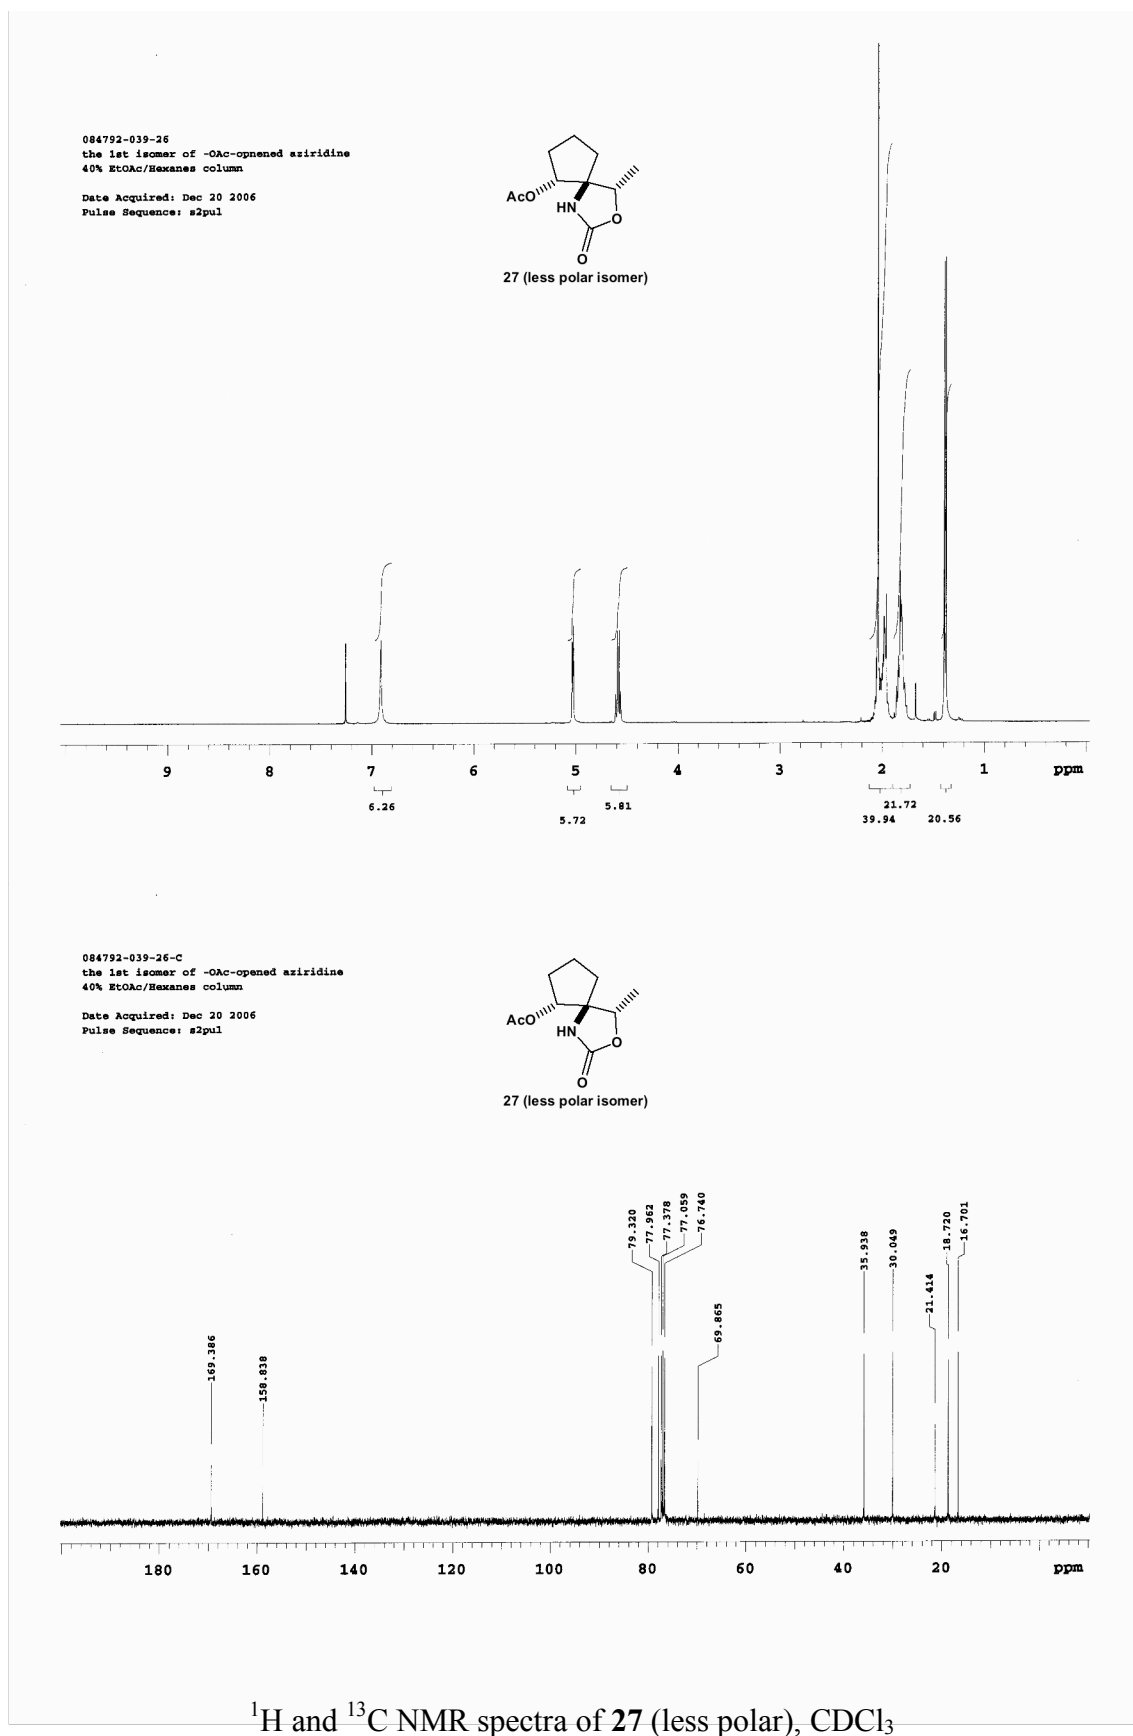 084792-039-26
the 1st isomer of -OAc-opnened aziridine
40% EtOAc/Hexanes column
Date Acquired: Dec 20 2006
Pulse Sequence: s2pul
AcO
HN
O
O
27 (less polar isomer)
9 8 7 6 5 4 3 2 1 ppm
6.26 5.81 21.72
5.72 39.94 20.56
084792-039-26-C
the 1st isomer of -OAc-opened aziridine
40% EtOAc/Hexanes column
Date Acquired: Dec 20 2006
Pulse Sequence: s2pul
AcO
HN
O
O
27 (less polar isomer)
169.386
158.838
79.320
77.962
77.378
77.059
76.740
69.865
35.938
30.049
21.414
18.720
16.701
180 160 140 120 100 80 60 40 20 ppm
¹H and ¹³C NMR spectra of 27 (less polar), CDCl₃